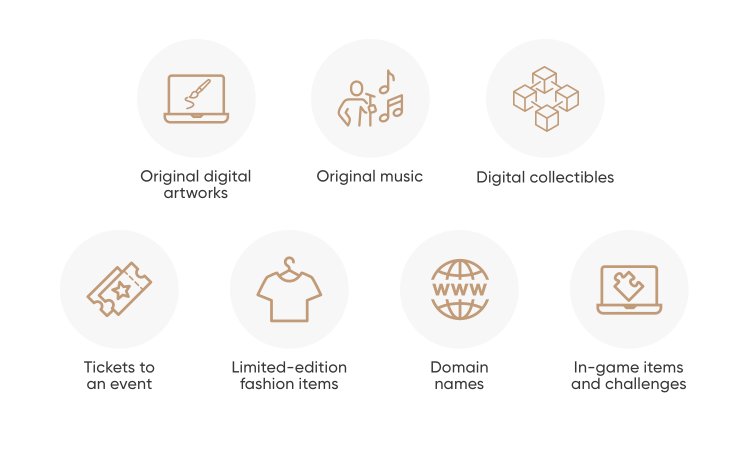 Original digital
artworks
Original music
Digital collectibles
WWW
Tickets to
an event
Limited-edition
fashion items
Domain
names
In-game items
and challenges